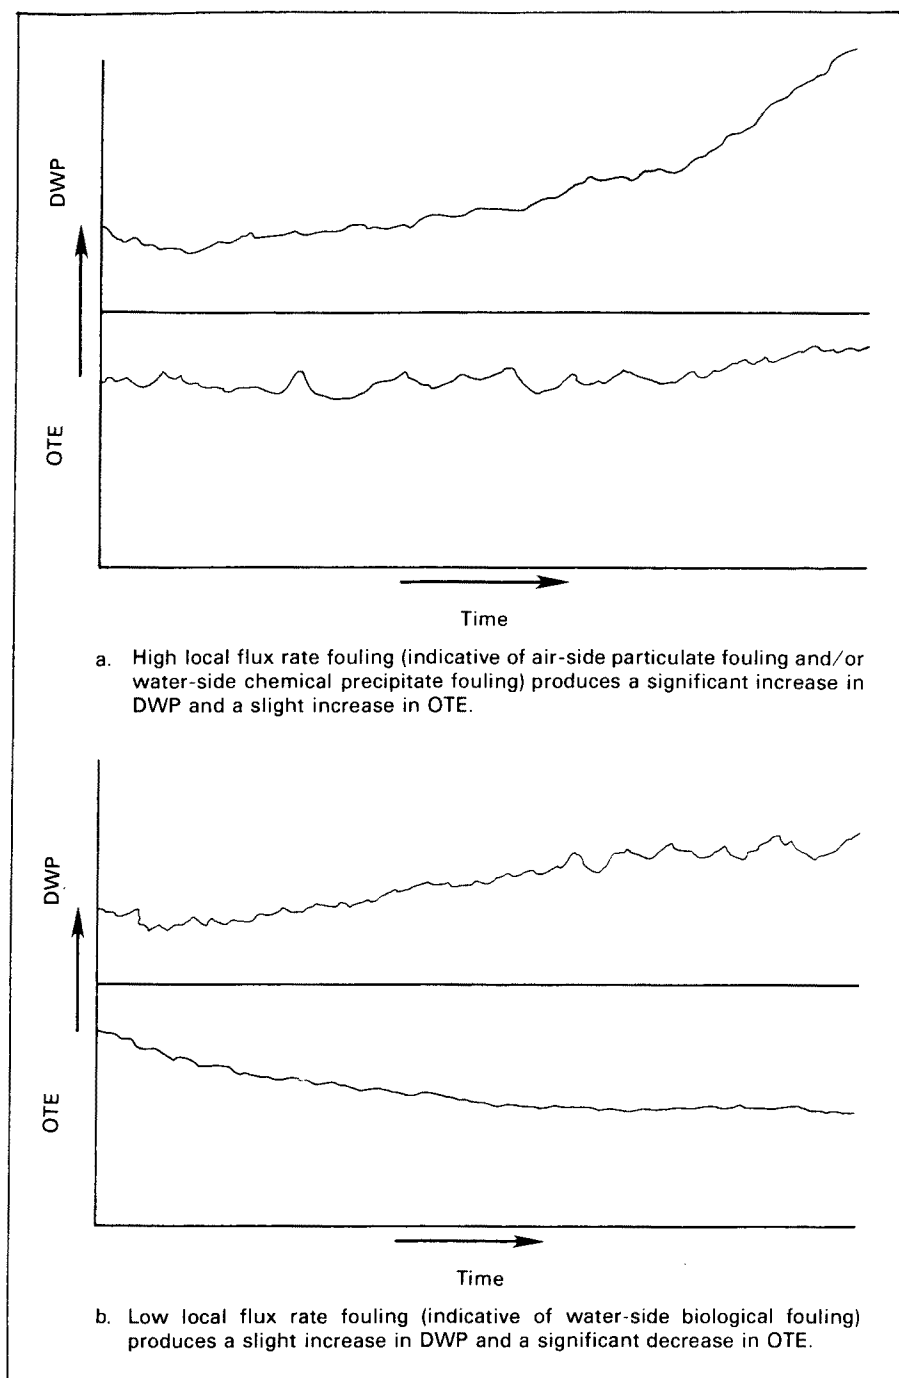 DWP
OTE
Time
a. High local flux rate fouling (indicative of air-side particulate fouling and/or
water-side chemical precipitate fouling) produces a significant increase in
DWP and a slight increase in OTE.
DWP
OTE
Time
b. Low local flux rate fouling (indicative of water-side biological fouling)
produces a slight increase in DWP and a significant decrease in OTE.